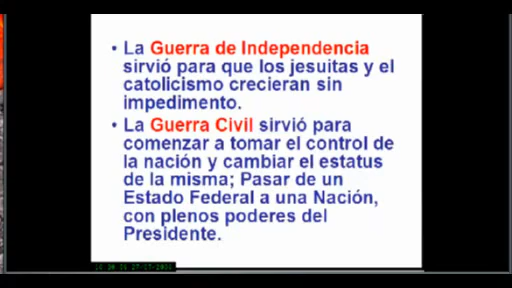 • La Guerra de Independencia
sirvió para que los jesuitas y el
catolicismo crecieran sin
impedimento.
• La Guerra Civil sirvió para
comenzar a tomar el control de
la nación y cambiar el estatus
de la misma; Pasar de un
Estado Federal a una Nación,
con plenos poderes del
Presidente.